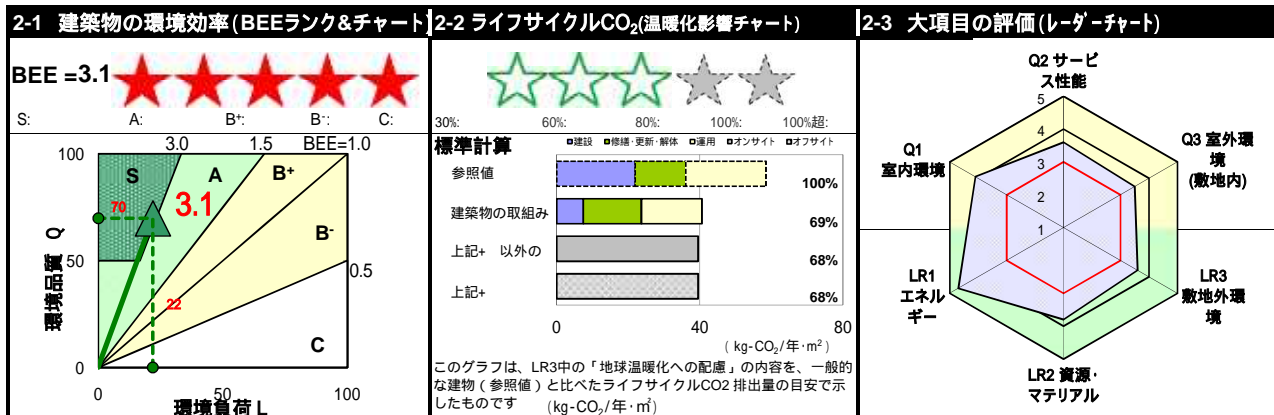 2-1 建築物の環境効率(BEEランク&チャート)
BEE =3.1
S: A: B+: B-: C:
3.0 1.5 BEE=1.0
100
S A B+
70 3.1
B-
環境品質 Q
50
0.5
22
C
0
0 50 100
環境負荷 L
2-2 ライフサイクルCO2(温暖化影響チャート)
30%: 60%: 80%: 100%: 100%超:
標準計算
■建設 ■修繕・更新・解体 □運用 ■オンサイト ■オフサイト
参照値 100%
建築物の取組み 69%
上記+ 以外の 68%
上記+ 68%
0 40 80
( kg-CO2/年・m2 )
このグラフは、LR3中の「地球温暖化への配慮」の内容を、一般的
な建物(参照値)と比べたライフサイクルCO2 排出量の目安で示
したものです (kg-CO2/年・㎡)
2-3 大項目の評価(レーダーチャート)
Q2 サービ
ス性能
5
4
3
2
1
Q1
室内環境
Q3 室外環
境
(敷地内)
LR1
エネル
ギー
LR3
敷地外環
境
LR2 資源・
マテリアル